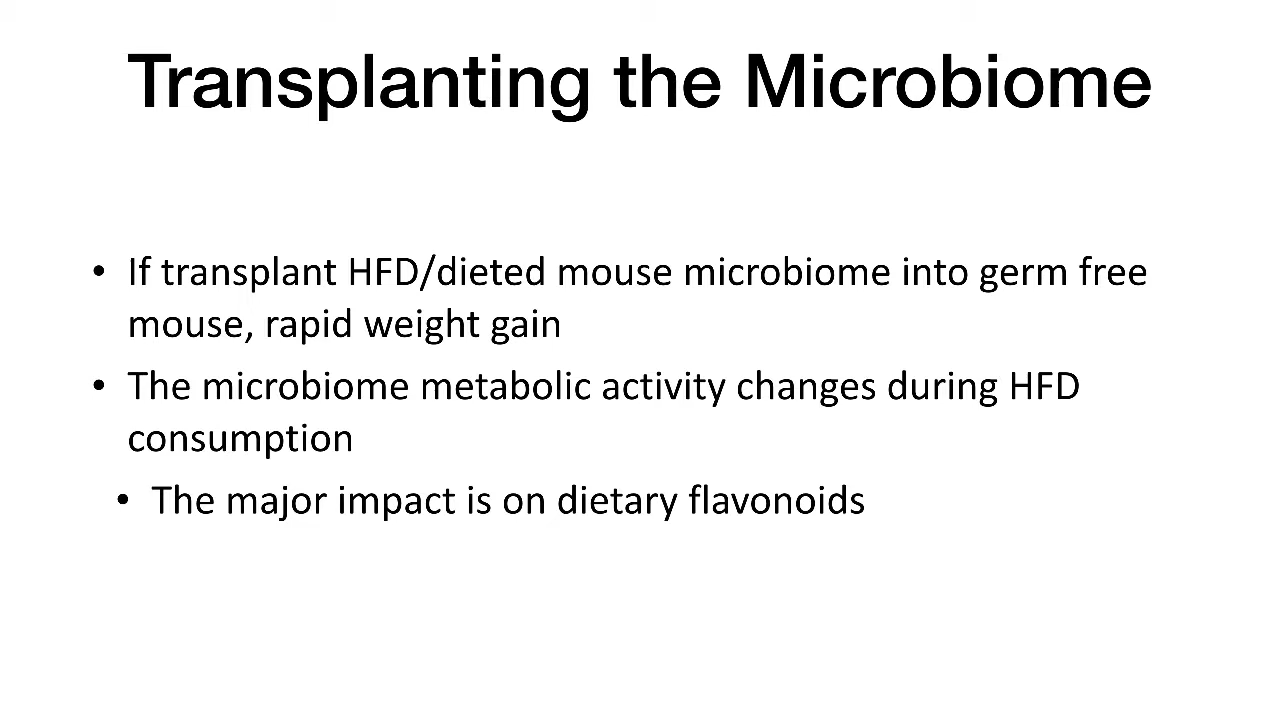 Transplanting the Microbiome
• If transplant HFD/dieted mouse microbiome into germ free
mouse, rapid weight gain
• The microbiome metabolic activity changes during HFD
consumption
• The major impact is on dietary flavonoids